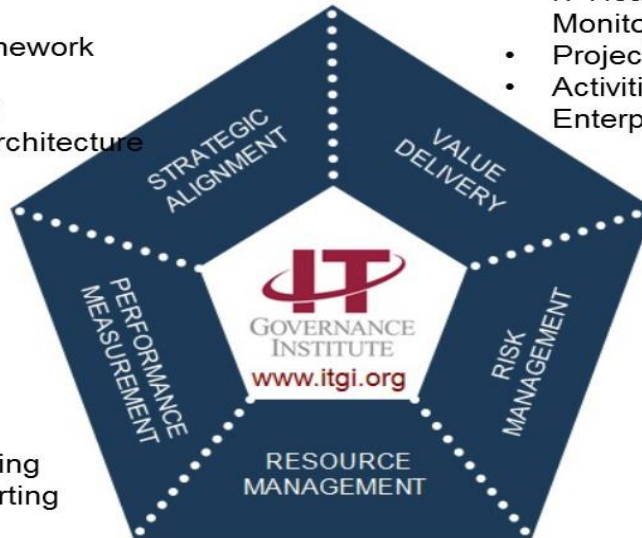 Monito
• Projec
• Activiti
Enterp
STRATEGIC
ALIGNMENT
VALUE
DELIVERY
PERFORMANCE
MEASUREMENT
IT
GOVERNANCE
INSTITUTE
www.itgi.org
RISK
MANAGEMENT
RESOURCE
MANAGEMENT
nework
rchitecture
ing
rting